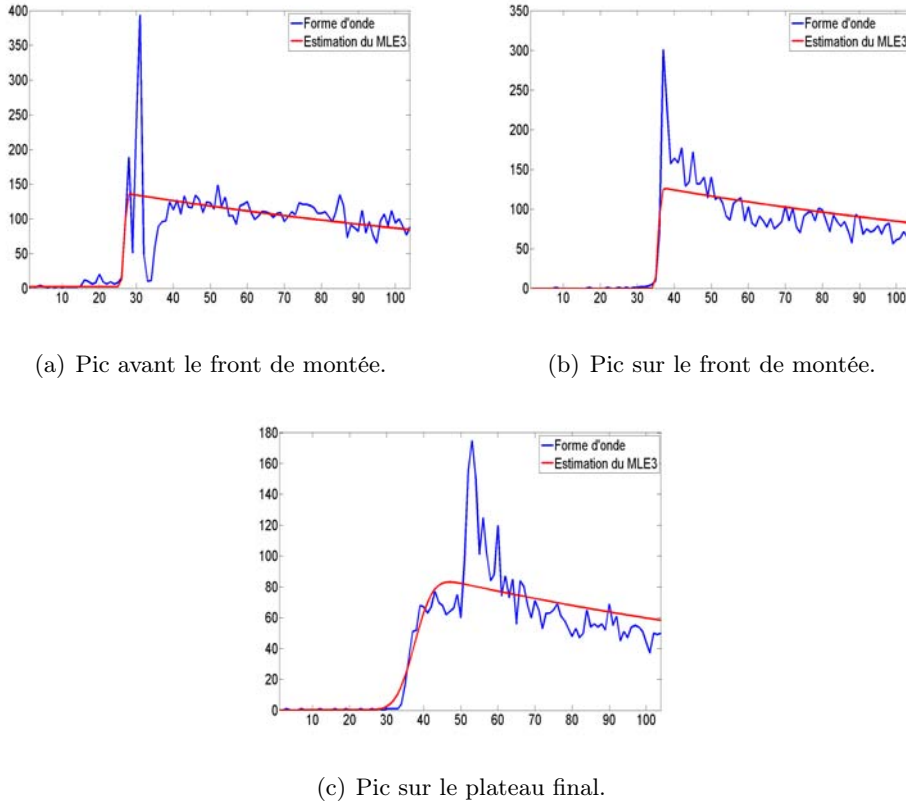 400
350
300
250
200
150
100
50
0
10 20 30 40 50 60 70 80 90 100
Forme d'onde
Estimation du MLE3
350
300
250
200
150
100
50
0
10 20 30 40 50 60 70 80 90 100
Forme d'onde
Estimation du MLE3
(a) Pic avant le front de montée.
(b) Pic sur le front de montée.
180
160
140
120
100
80
60
40
20
0
10 20 30 40 50 60 70 80 90 100
Forme d'onde
Estimation du MLE3
(c) Pic sur le plateau final.